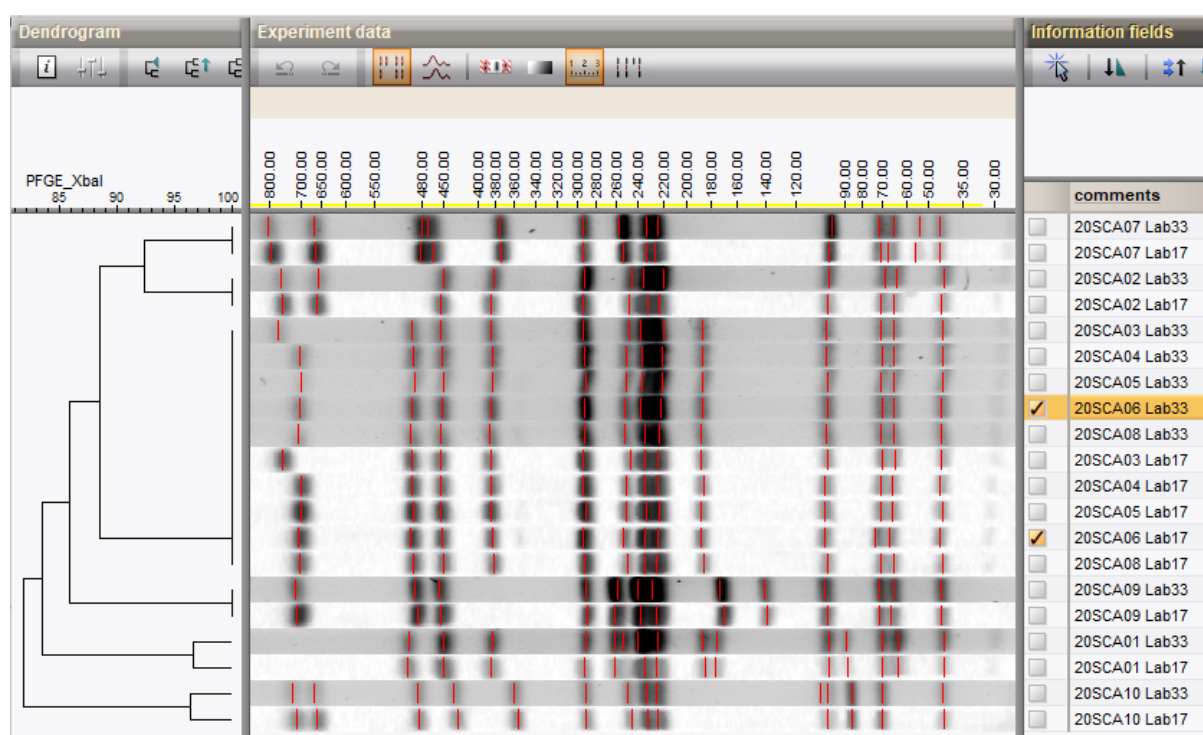 Dendrogram
Experiment data
Information fields
1 2 3
PFGE_XbaI
85 90 95 100
800.00 700.00 650.00 600.00 550.00 480.00 450.00 400.00 380.00 360.00 340.00 320.00 300.00 280.00 260.00 240.00 220.00 200.00 180.00 160.00 140.00 120.00 90.00 80.00 70.00 60.00 50.00 35.00 30.00
comments
20SCA07 Lab33
20SCA07 Lab17
20SCA02 Lab33
20SCA02 Lab17
20SCA03 Lab33
20SCA04 Lab33
20SCA05 Lab33
20SCA06 Lab33
20SCA08 Lab33
20SCA03 Lab17
20SCA04 Lab17
20SCA05 Lab17
20SCA06 Lab17
20SCA08 Lab17
20SCA09 Lab33
20SCA09 Lab17
20SCA01 Lab33
20SCA01 Lab17
20SCA10 Lab33
20SCA10 Lab17